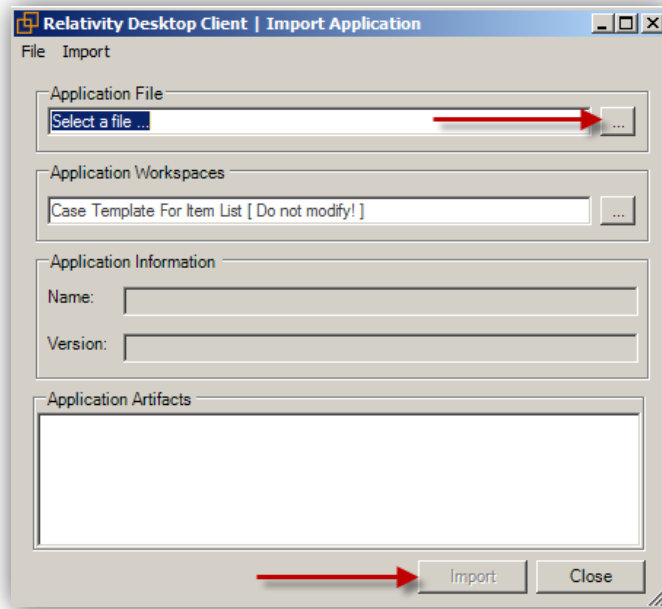 Relativity Desktop Client | Import Application
File Import
Application File
Select a file ...
...
Application Workspaces
Case Template For Item List [ Do not modify! ]
...
Application Information
Name:
Version:
Application Artifacts
Import Close